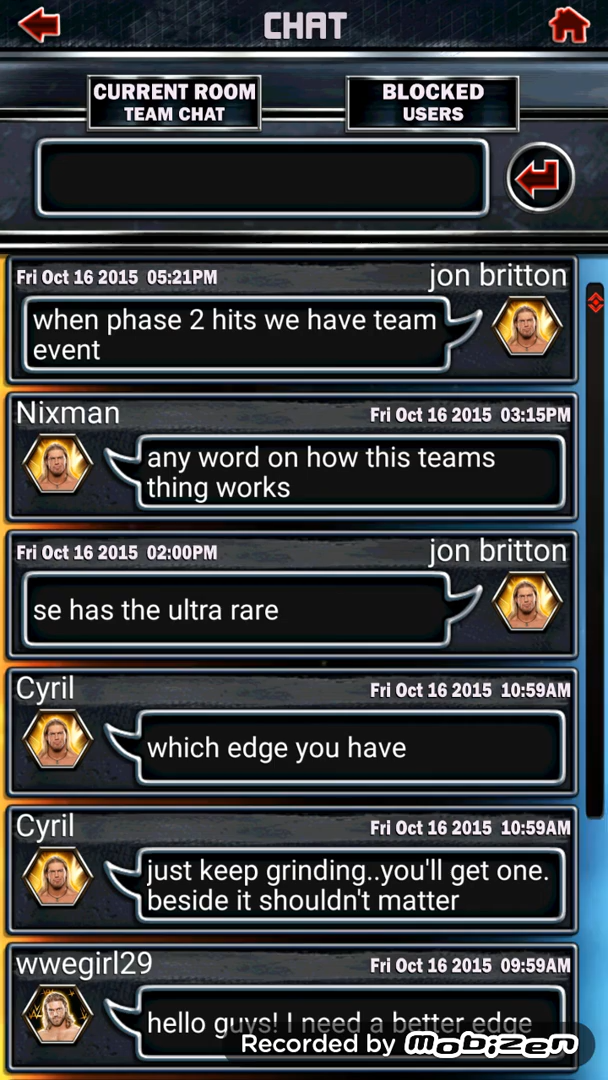 CHAT
CURRENT ROOM
TEAM CHAT
BLOCKED
USERS
Fri Oct 16 2015 05:21PM
jon britton
when phase 2 hits we have team
event
Nixman
Fri Oct 16 2015 03:15PM
any word on how this teams
thing works
Fri Oct 16 2015 02:00PM
jon britton
se has the ultra rare
Cyril
Fri Oct 16 2015 10:59AM
which edge you have
Cyril
Fri Oct 16 2015 10:59AM
just keep grinding..you'll get one.
beside it shouldn't matter
wwegirl29
Fri Oct 16 2015 09:59AM
hello guys! I need a better edge
Recorded by mobizen